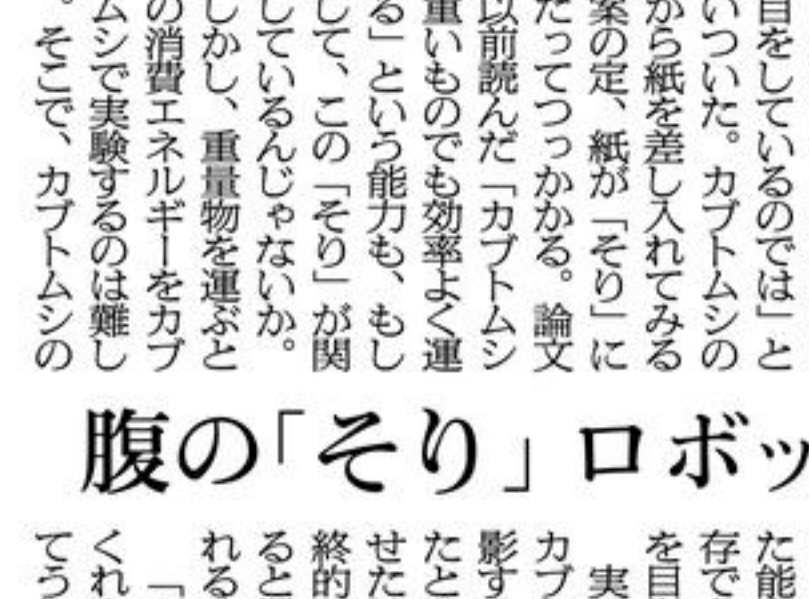 目をしているのでは」と
いついた。カブトムシの
から紙を差し入れてみる
案の定、紙が「そり」に
たってつっかかる。論文
以前読んだ「カブトムシ
重いものでも効率よく運
る」という能力も、もし
して、この「そり」が関
しているんじゃないか。
しかし、重量物を運ぶと
の消費エネルギーをカブ
ムシで実験するのは難し
。そこで、カブトムシの
腹の「そり」ロボッ
た能
存で
を目
実
カブ
影す
たと
せた
終的
ると
れる
「
くれ
てう